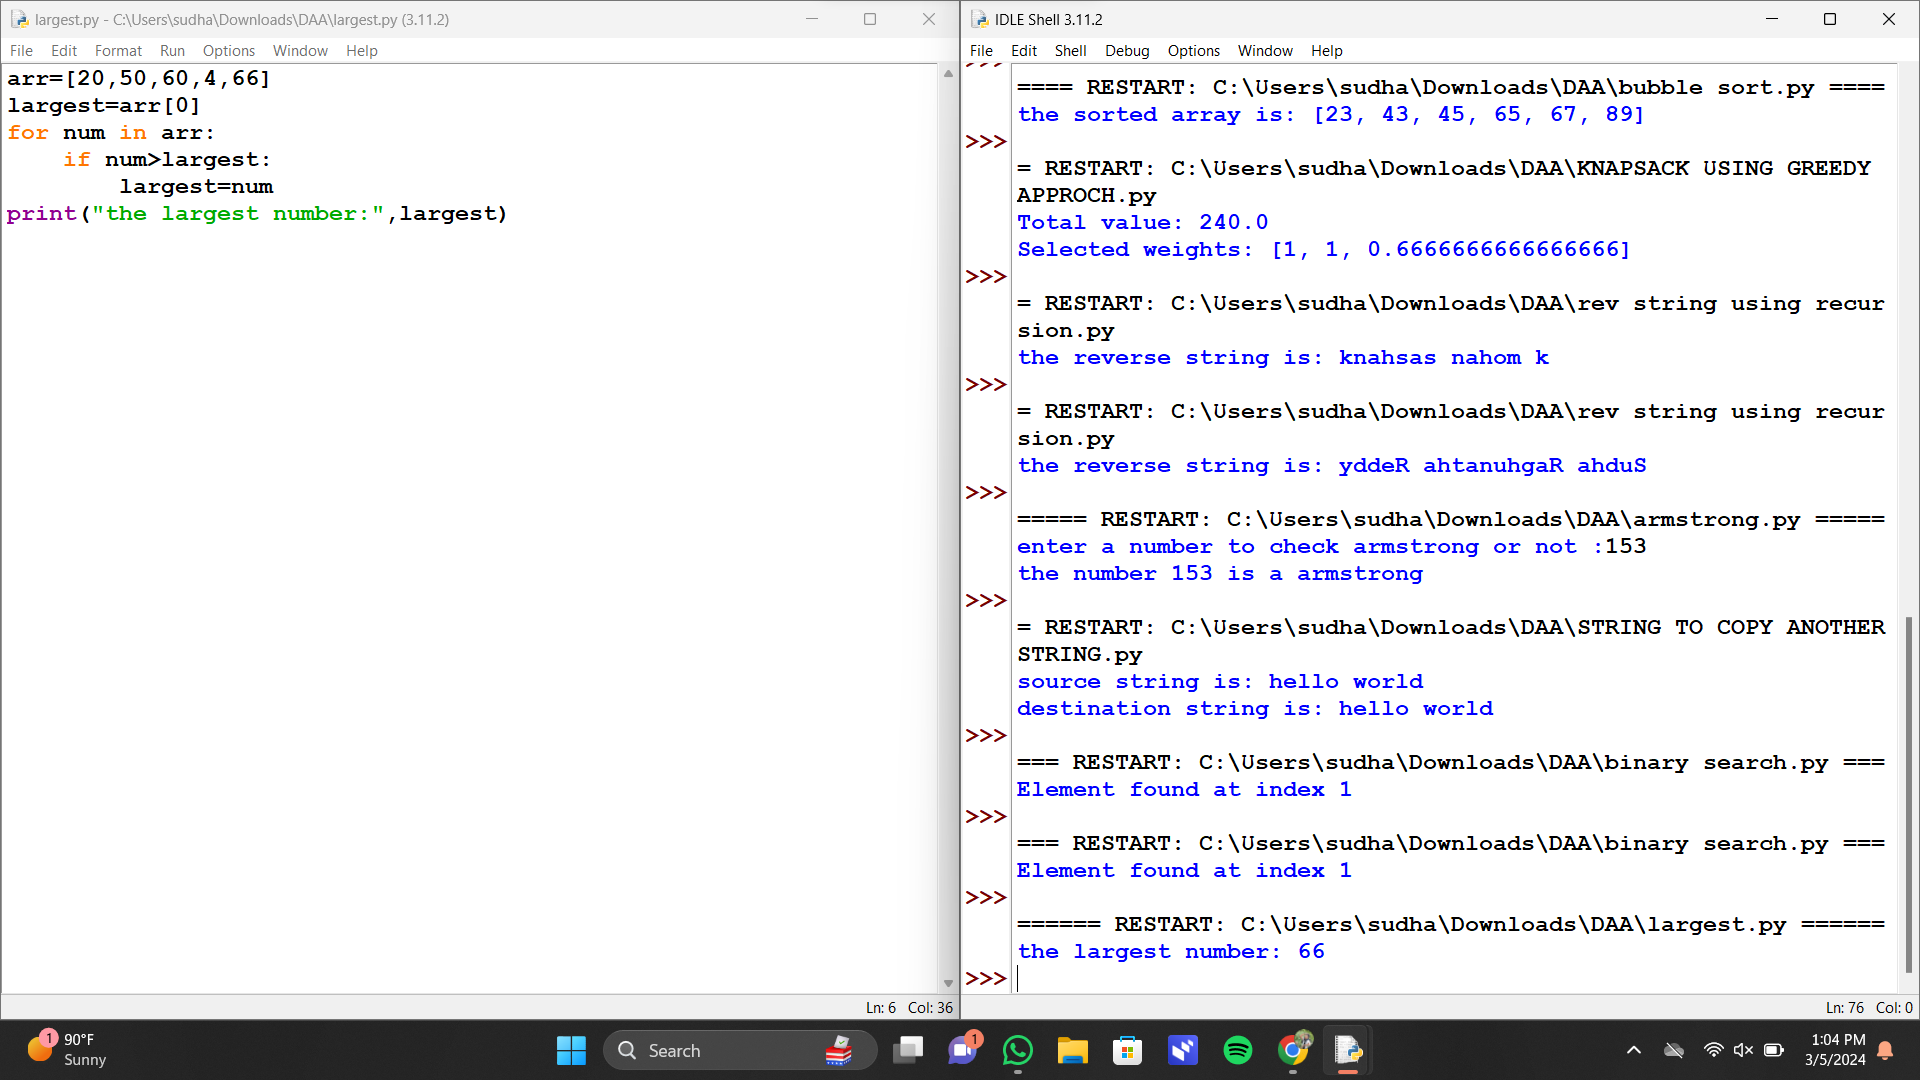 largest.py - C:\Users\sudha\Downloads\DAA\largest.py (3.11.2)
File Edit Format Run Options Window Help
arr=[20,50,60,4,66]
largest=arr[0]
for num in arr:
    if num>largest:
        largest=num
print("the largest number:",largest)
Ln: 6 Col: 36
IDLE Shell 3.11.2
File Edit Shell Debug Options Window Help
>>>
==== RESTART: C:\Users\sudha\Downloads\DAA\bubble sort.py ====
the sorted array is: [23, 43, 45, 65, 67, 89]
>>>
= RESTART: C:\Users\sudha\Downloads\DAA\KNAPSACK USING GREEDY
APPROCH.py
Total value: 240.0
Selected weights: [1, 1, 0.6666666666666666]
>>>
= RESTART: C:\Users\sudha\Downloads\DAA\rev string using recur
sion.py
the reverse string is: knahsas nahom k
>>>
= RESTART: C:\Users\sudha\Downloads\DAA\rev string using recur
sion.py
the reverse string is: yddeR ahtanuhgaR ahduS
>>>
===== RESTART: C:\Users\sudha\Downloads\DAA\armstrong.py =====
enter a number to check armstrong or not :153
the number 153 is a armstrong
>>>
= RESTART: C:\Users\sudha\Downloads\DAA\STRING TO COPY ANOTHER
STRING.py
source string is: hello world
destination string is: hello world
>>>
=== RESTART: C:\Users\sudha\Downloads\DAA\binary search.py ===
Element found at index 1
>>>
=== RESTART: C:\Users\sudha\Downloads\DAA\binary search.py ===
Element found at index 1
>>>
====== RESTART: C:\Users\sudha\Downloads\DAA\largest.py ======
the largest number: 66
>>>
Ln: 76 Col: 0
1
90°F
Sunny
Search
1
1:04 PM
3/5/2024